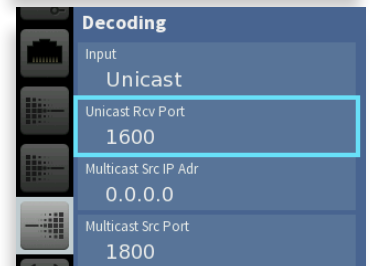 Decoding
Input
Unicast
Unicast Rcv Port
1600
Multicast Src IP Adr
0.0.0.0
Multicast Src Port
1800